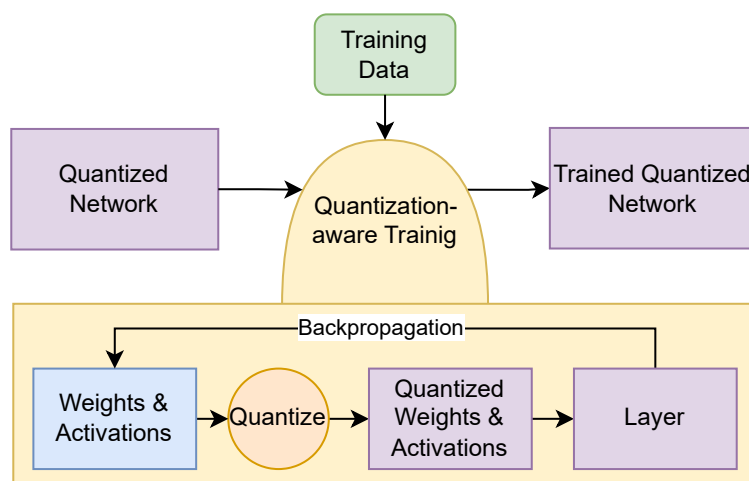 Training
Data
Quantized
Network
Quantization-
aware Trainig
Trained Quantized
Network
Backpropagation
Weights &
Activations
Quantize
Quantized
Weights &
Activations
Layer